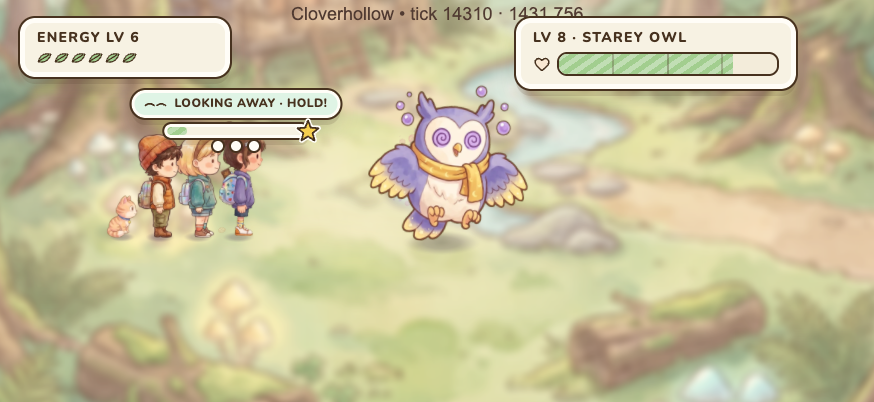 Cloverhollow • tick 14310 · 1431,756
ENERGY LV 6
LV 8 · STAREY OWL
LOOKING AWAY · HOLD!